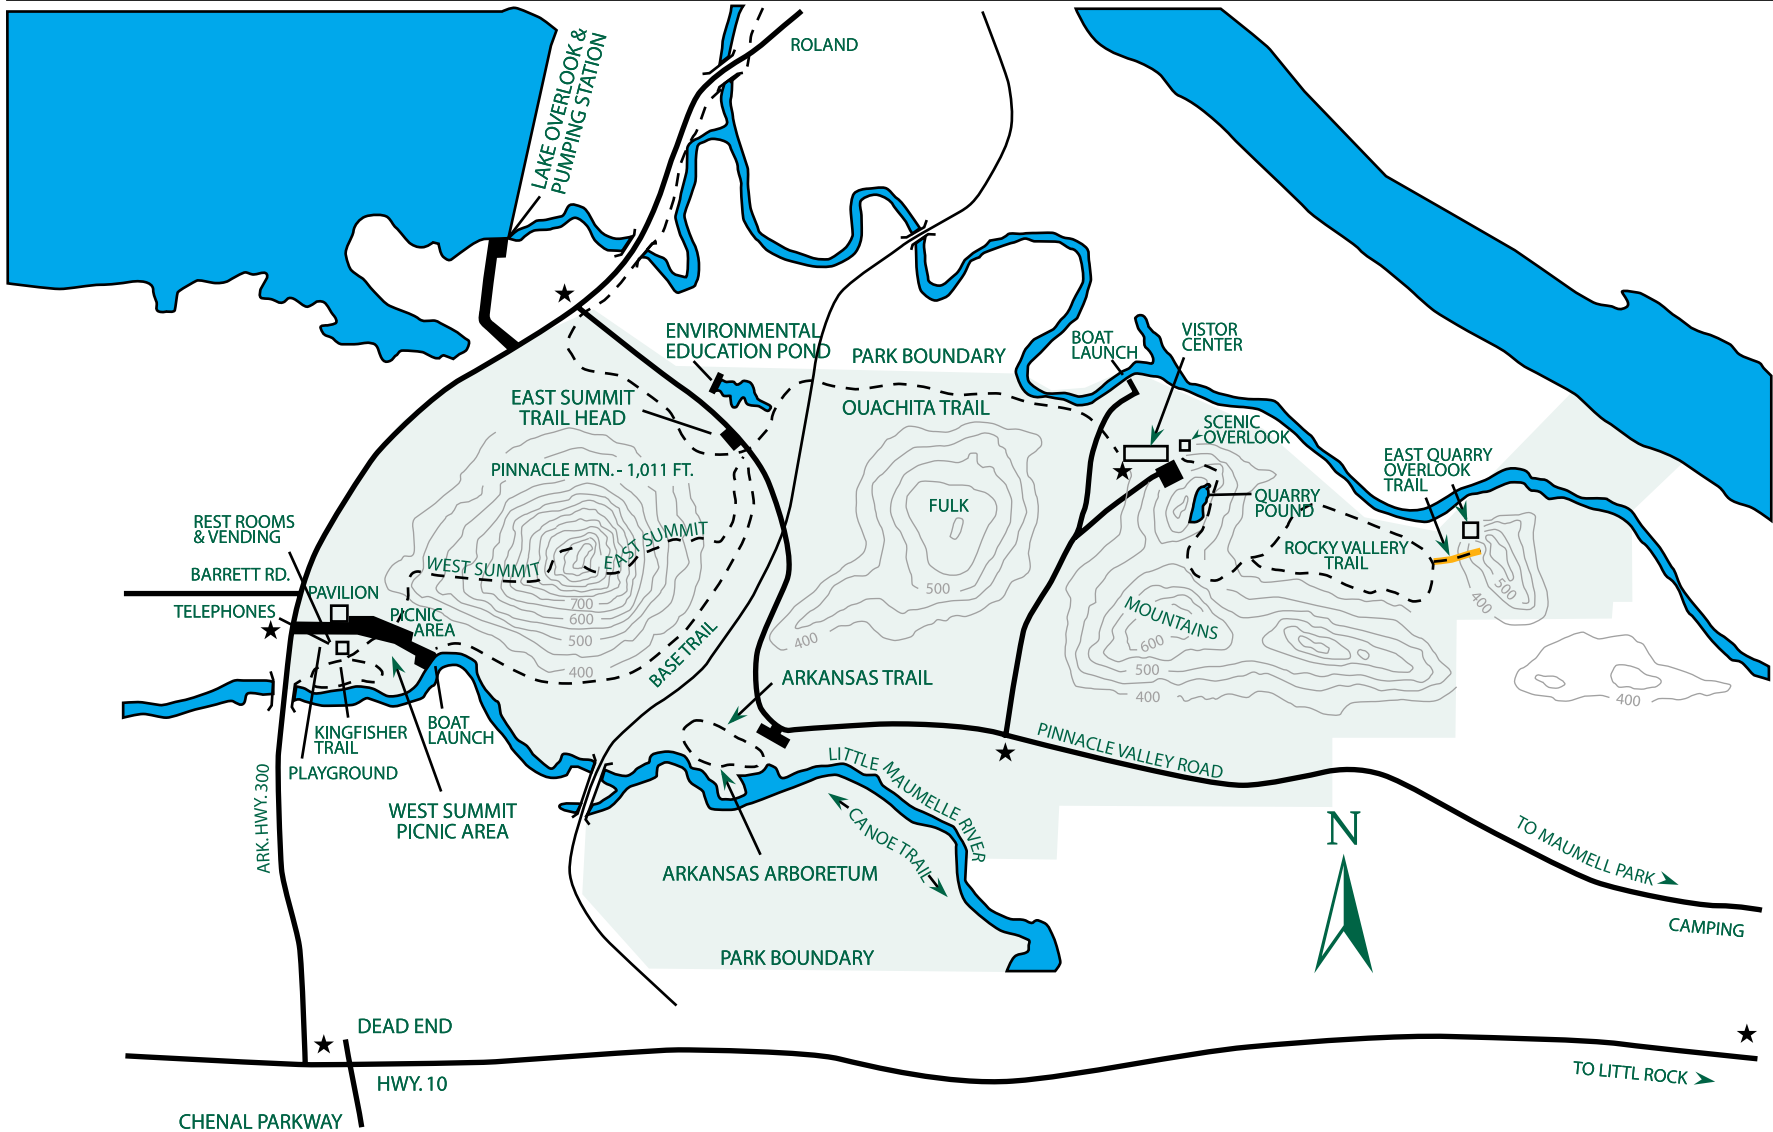 ROLAND
LAKE OVERLOOK &
PUMPING STATION
ENVIRONMENTAL
EDUCATION POND
PARK BOUNDARY
BOAT
LAUNCH
VISTOR
CENTER
EAST SUMMIT
TRAIL HEAD
OUACHITA TRAIL
SCENIC
OVERLOOK
EAST QUARRY
OVERLOOK
TRAIL
PINNACLE MTN. - 1,011 FT.
FULK
QUARRY
POUND
REST ROOMS
& VENDING
WEST SUMMIT
EAST SUMMIT
ROCKY VALLERY
TRAIL
BARRETT RD.
PAVILION
TELEPHONES
PICNIC
AREA
700
600
500
400
500
400
MOUNTAINS
600
500
400
500
400
400
BASE TRAIL
ARKANSAS TRAIL
KINGFISHER
TRAIL
BOAT
LAUNCH
PLAYGROUND
PINNACLE VALLEY ROAD
LITTLE MAUMELLE RIVER
CANOE TRAIL
WEST SUMMIT
PICNIC AREA
ARK. HWY. 300
ARKANSAS ARBORETUM
N
TO MAUMELL PARK
CAMPING
PARK BOUNDARY
DEAD END
HWY. 10
TO LITTL ROCK
CHENAL PARKWAY